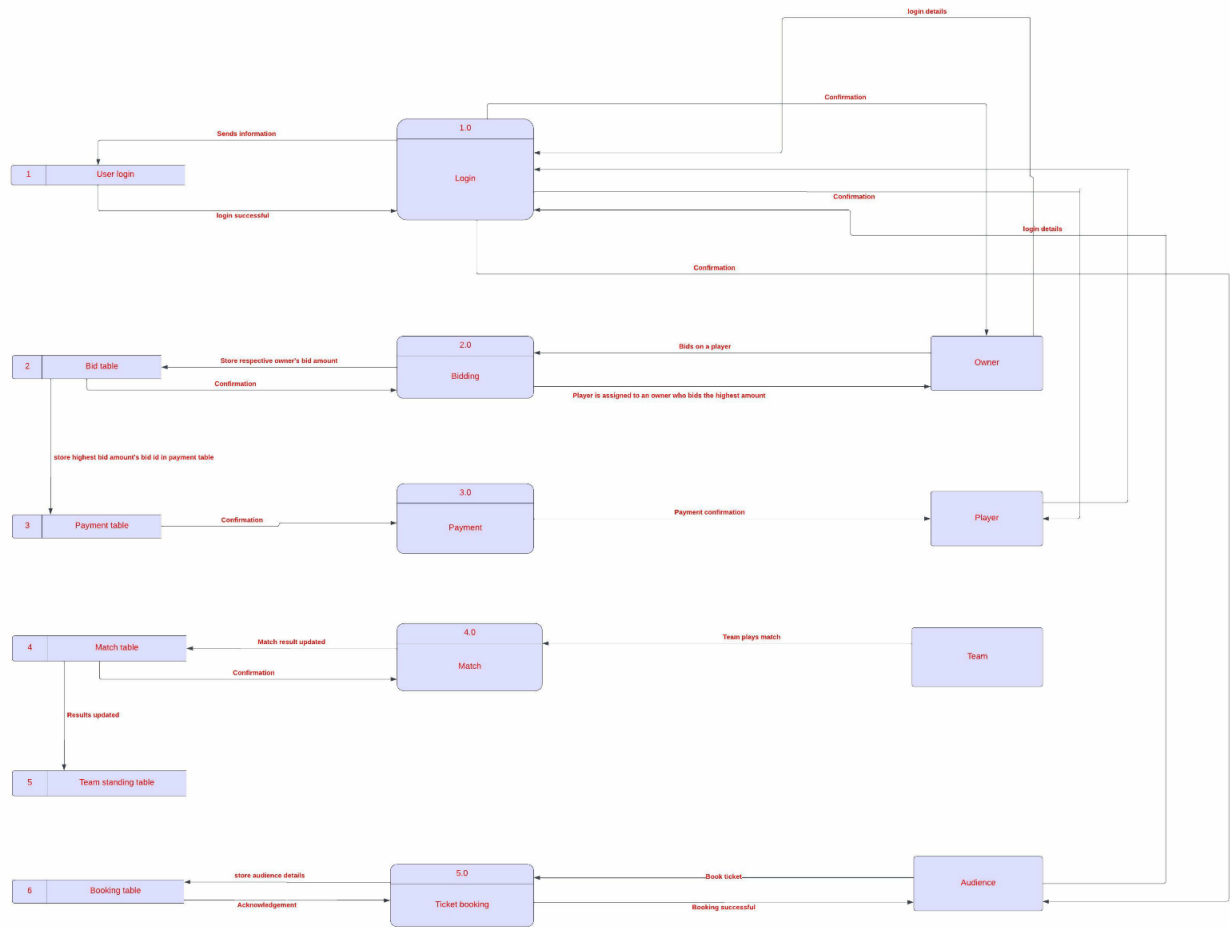 login details
Confirmation
1.0
Sends information
1
User login
Login
Confirmation
login successful
login details
Confirmation
2.0
Bids on a player
Store respective owner's bid amount
2
Bid table
Bidding
Owner
Confirmation
Player is assigned to an owner who bids the highest amount
store highest bid amount's bid id in payment table
3.0
Payment confirmation
Confirmation
3
Payment table
Payment
Player
4.0
Team plays match
Match result updated
4
Match table
Match
Team
Confirmation
Results updated
5
Team standing table
5.0
store audience details
Book ticket
6
Booking table
Ticket booking
Audience
Acknowledgement
Booking successful